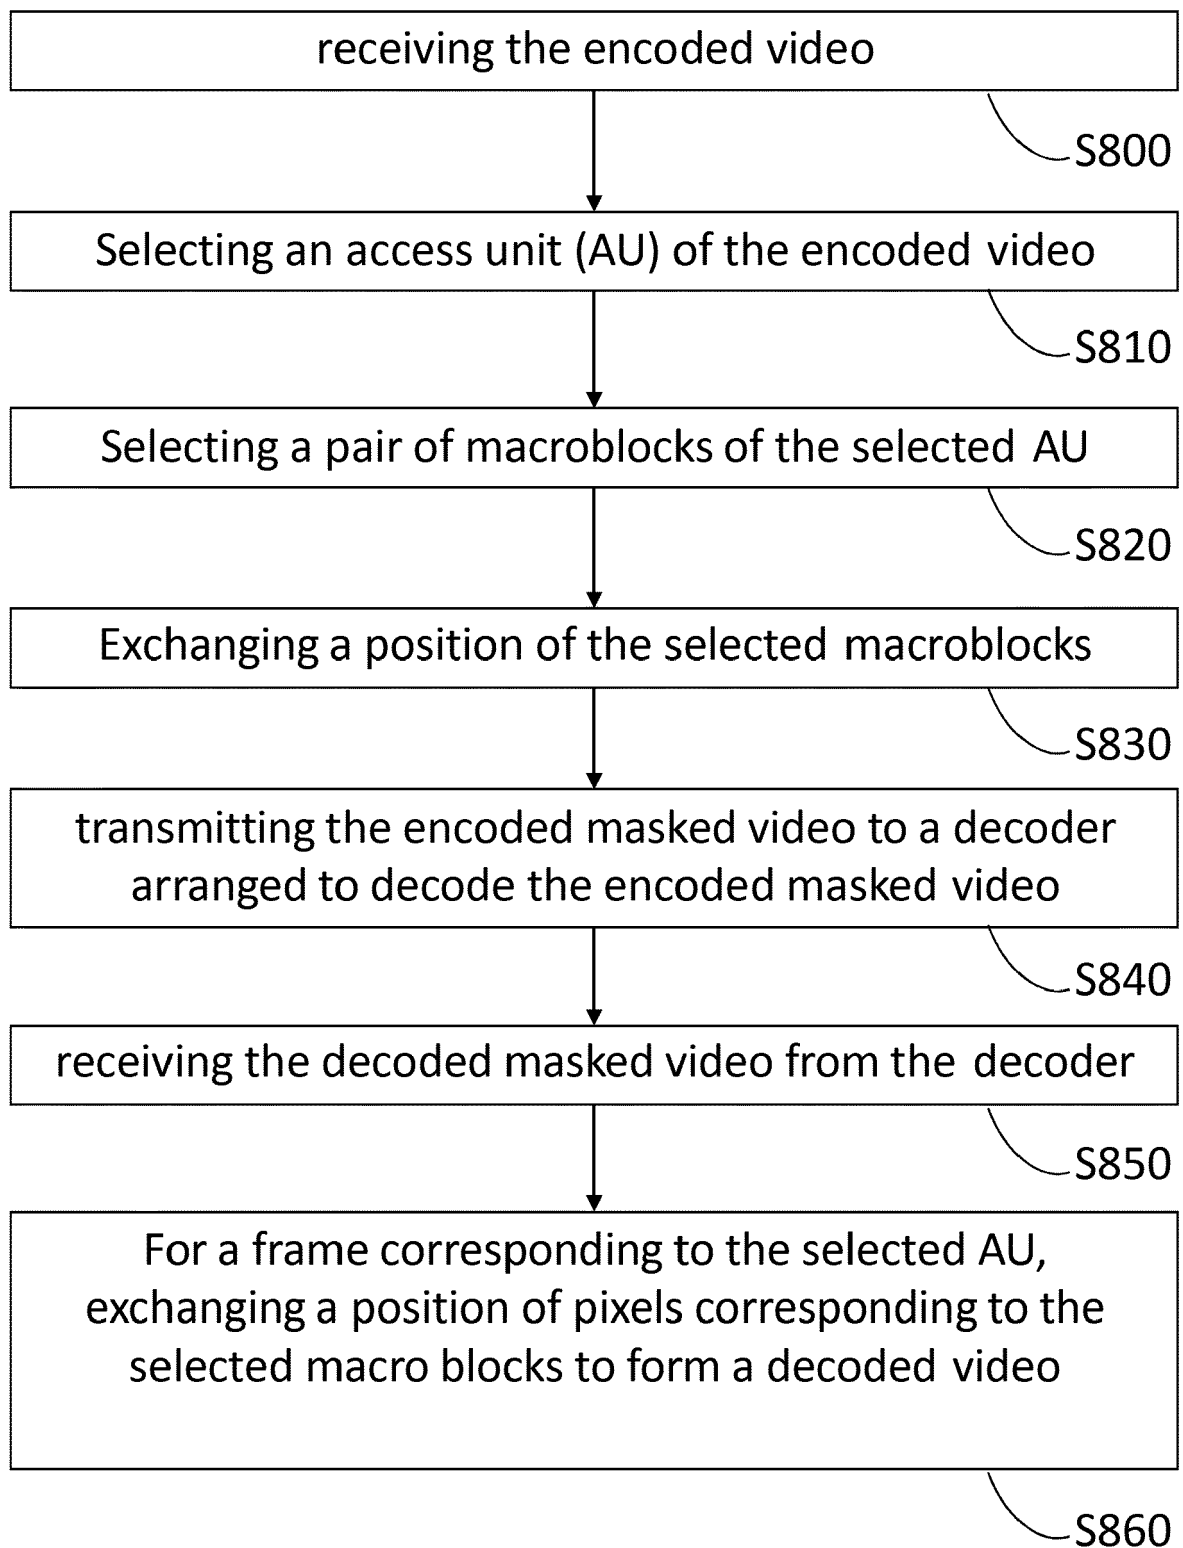 receiving the encoded video
S800
Selecting an access unit (AU) of the encoded video
S810
Selecting a pair of macroblocks of the selected AU
S820
Exchanging a position of the selected macroblocks
S830
transmitting the encoded masked video to a decoder
arranged to decode the encoded masked video
S840
receiving the decoded masked video from the decoder
S850
For a frame corresponding to the selected AU,
exchanging a position of pixels corresponding to the
selected macro blocks to form a decoded video
S860